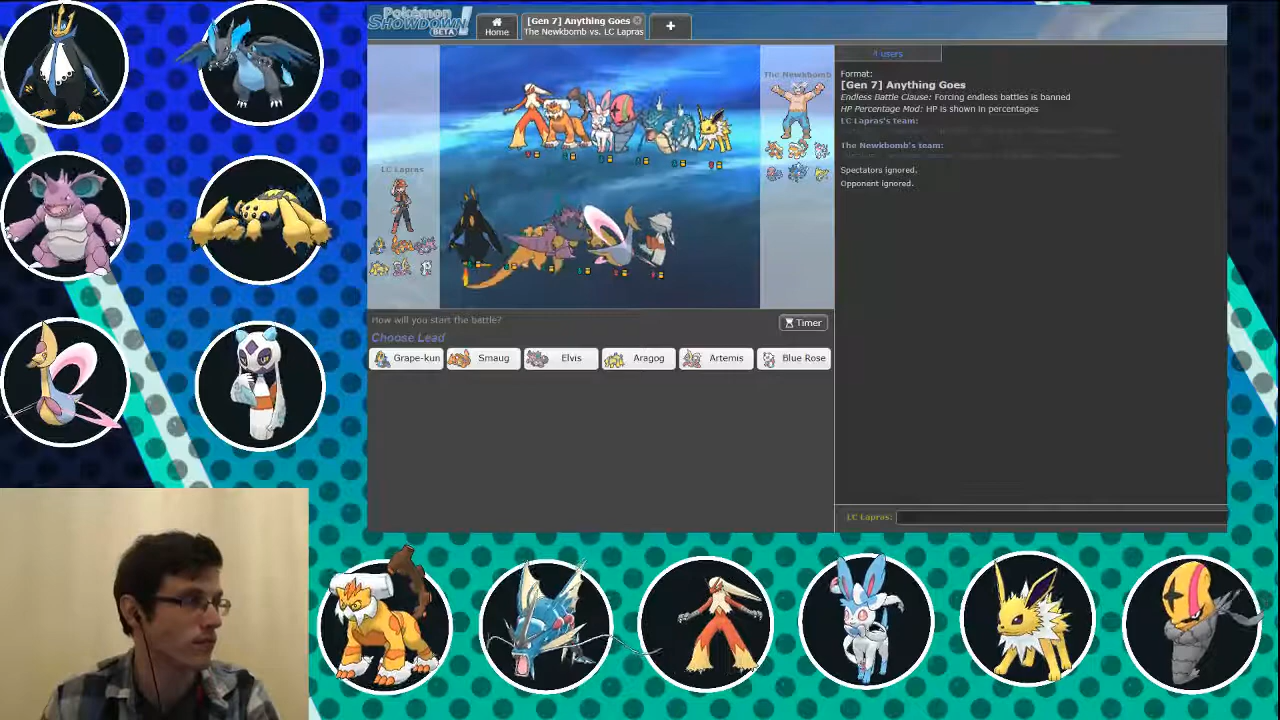 Pokémon
SHOWDOWN!
BETA
Home
[Gen 7] Anything Goes
The Newkbomb vs. LC Lapras
+
4 users
Format:
[Gen 7] Anything Goes
Endless Battle Clause: Forcing endless battles is banned
HP Percentage Mod: HP is shown in percentages
LC Lapras's team:
The Newkbomb's team:
Spectators ignored.
Opponent ignored.
The Newkbomb
LC Lapras
How will you start the battle?
Timer
Choose Lead
Grape-kun
Smaug
Elvis
Aragog
Artemis
Blue Rose
LC Lapras: